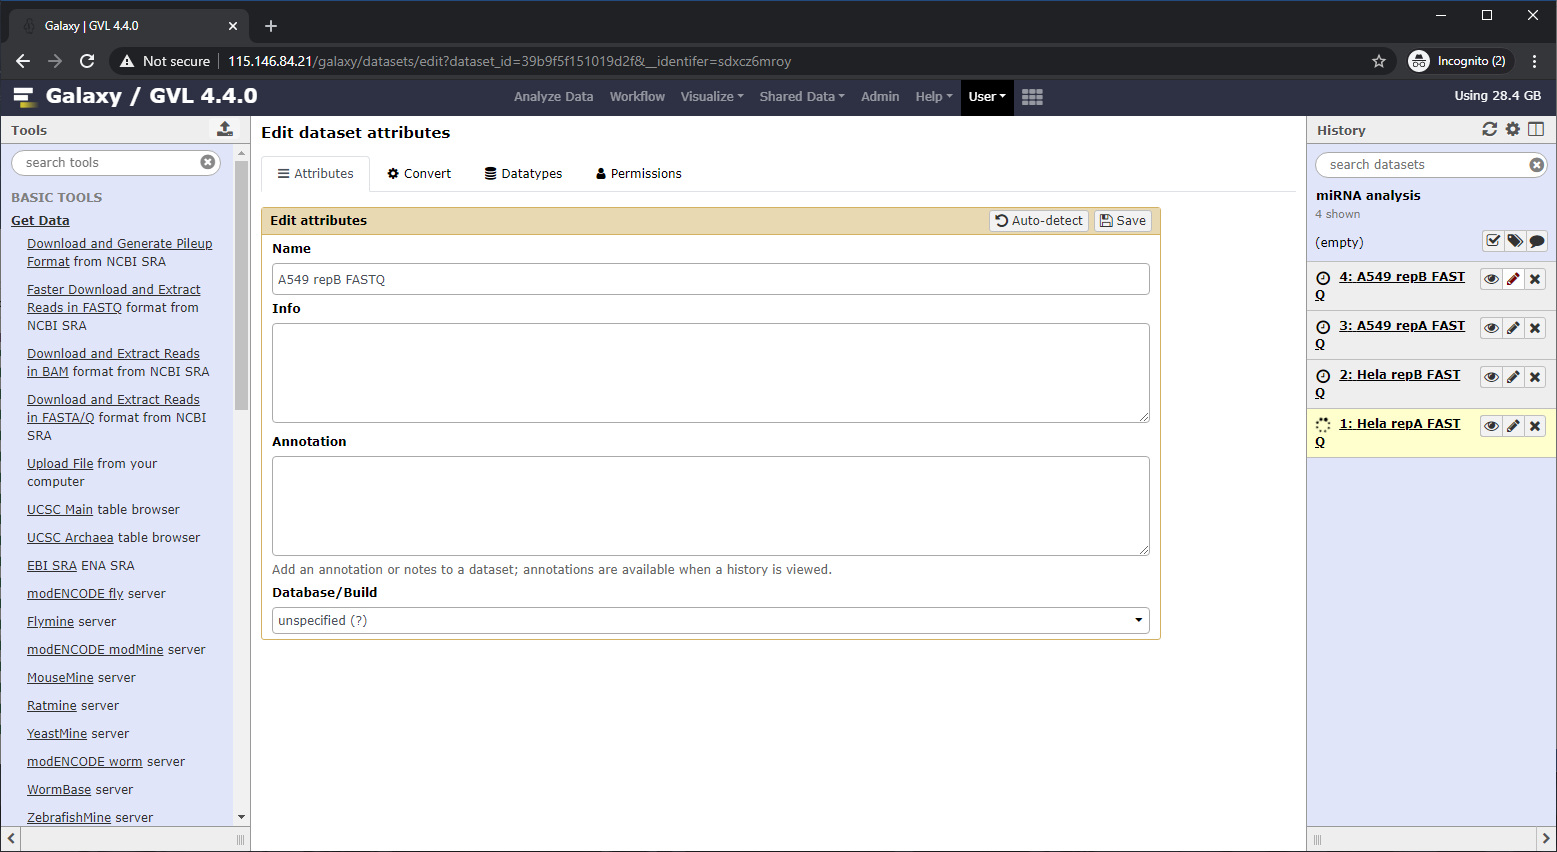 Galaxy | GVL 4.4.0
Not secure
115.146.84.21/galaxy/datasets/edit?dataset_id=39b9f5f151019d2f&__identifer=sdxcz6mroy
Incognito (2)
Galaxy / GVL 4.4.0
Analyze Data
Workflow
Visualize
Shared Data
Admin
Help
User
Using 28.4 GB
Tools
search tools
BASIC TOOLS
Get Data
Download and Generate Pileup
Format from NCBI SRA
Faster Download and Extract
Reads in FASTQ format from
NCBI SRA
Download and Extract Reads
in BAM format from NCBI SRA
Download and Extract Reads
in FASTA/Q format from NCBI
SRA
Upload File from your
computer
UCSC Main table browser
UCSC Archaea table browser
EBI SRA ENA SRA
modENCODE fly server
Flymine server
modENCODE modMine server
MouseMine server
Ratmine server
YeastMine server
modENCODE worm server
WormBase server
ZebrafishMine server
Edit dataset attributes
Attributes
Convert
Datatypes
Permissions
Edit attributes
Auto-detect
Save
Name
A549 repB FASTQ
Info
Annotation
Add an annotation or notes to a dataset; annotations are available when a history is viewed.
Database/Build
unspecified (?)
History
search datasets
miRNA analysis
4 shown
(empty)
4: A549 repB FAST
Q
3: A549 repA FAST
Q
2: Hela repB FAST
Q
1: Hela repA FAST
Q